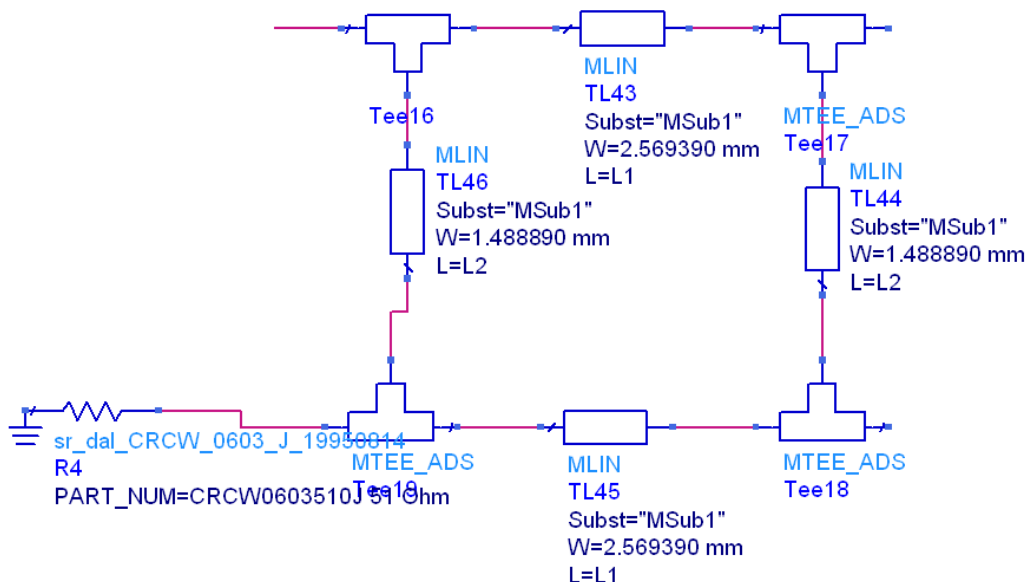 MLIN
TL43
Subst="MSub1"
W=2.569390 mm
L=L1
Tee16
MTEE_ADS
Tee17
MLIN
TL46
Subst="MSub1"
W=1.488890 mm
L=L2
MLIN
TL44
Subst="MSub1"
W=1.488890 mm
L=L2
sr_dal_CRCW_0603_J_19950814
R4
PART_NUM=CRCW0603510J 51 Ohm
MTEE_ADS
Tee19
MLIN
TL45
Subst="MSub1"
W=2.569390 mm
L=L1
MTEE_ADS
Tee18